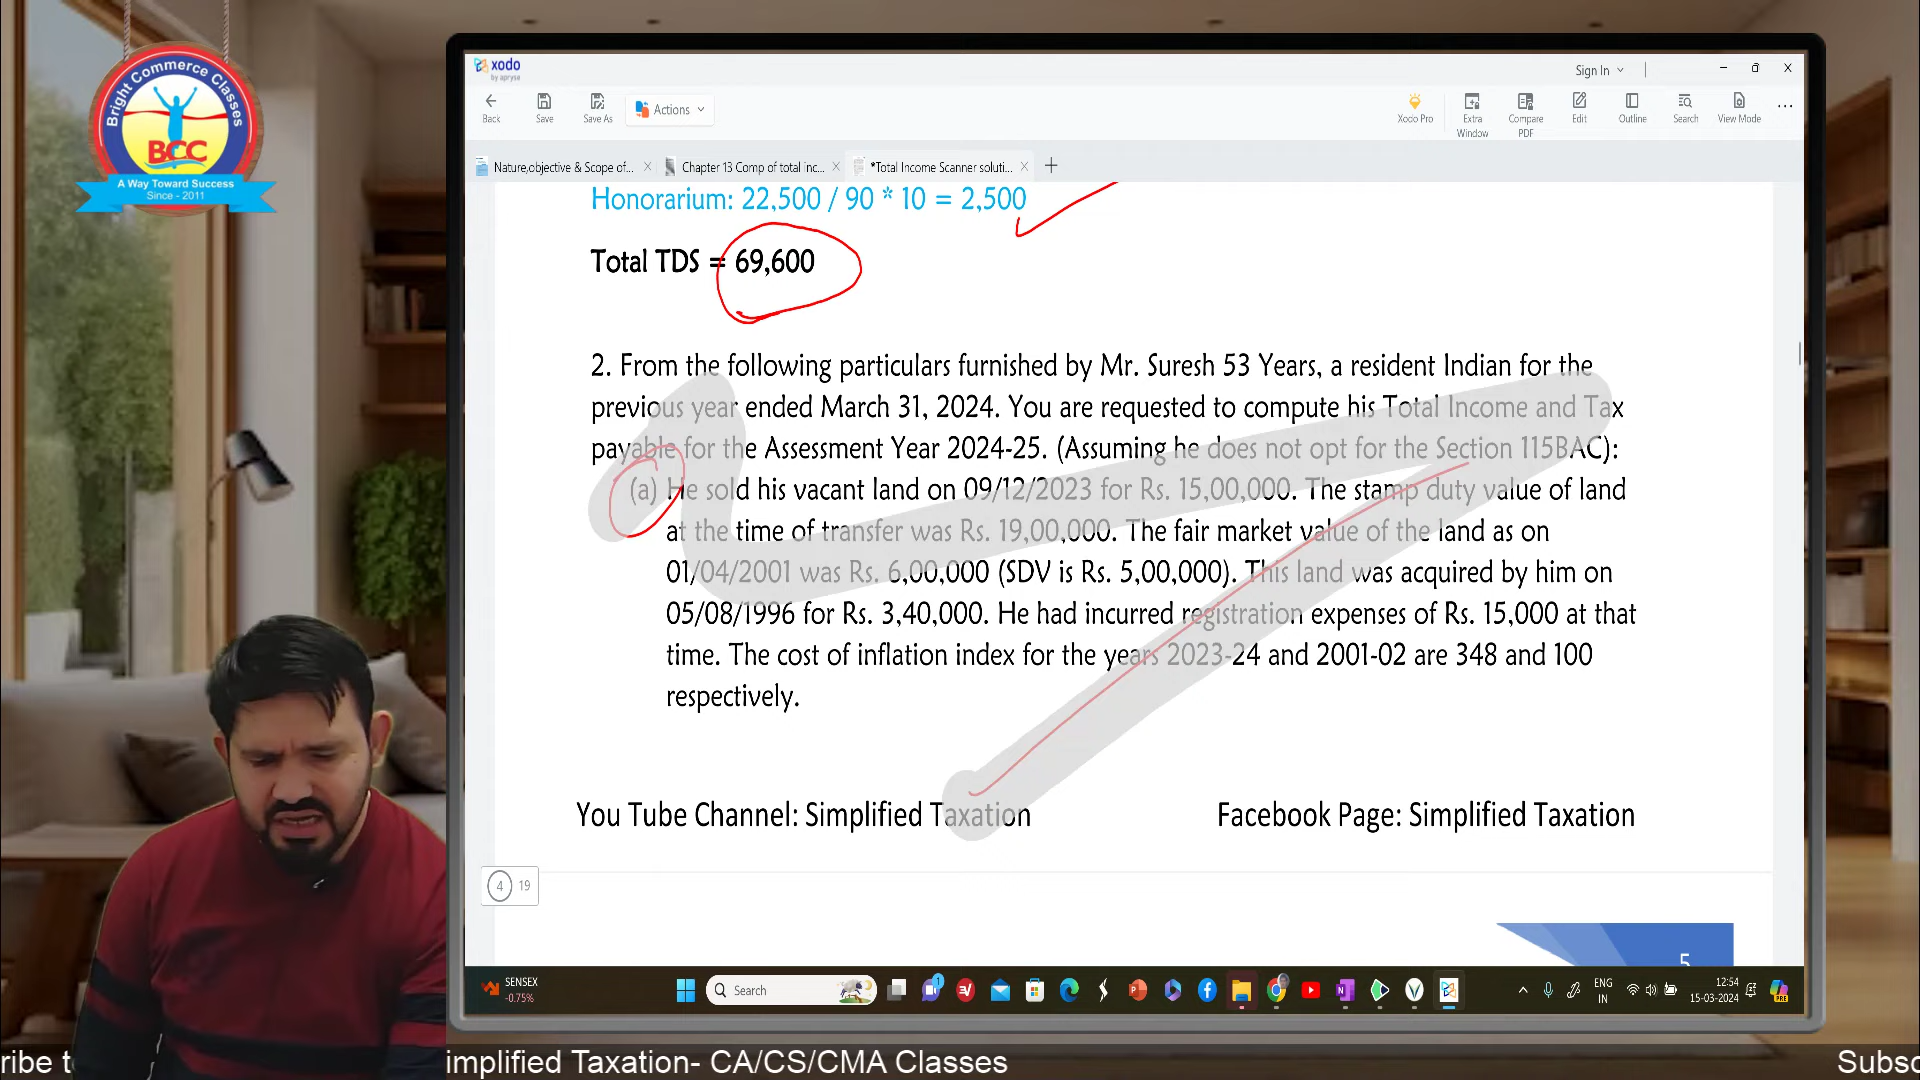 Bright Commerce Classes
BCC
A Way Toward Success
Since - 2011
xodo
by apryse
Sign In
Back
Save
Save As
Actions
Xodo Pro
Extra Window
Compare PDF
Edit
Outline
Search
View Mode
Nature,objective & Scope of...
Chapter 13 Comp of total inc...
*Total Income Scanner soluti...
Honorarium: 22,500 / 90 * 10 = 2,500
Total TDS = 69,600
2. From the following particulars furnished by Mr. Suresh 53 Years, a resident Indian for the
previous year ended March 31, 2024. You are requested to compute his Total Income and Tax
payable for the Assessment Year 2024-25. (Assuming he does not opt for the Section 115BAC):
(a) He sold his vacant land on 09/12/2023 for Rs. 15,00,000. The stamp duty value of land
at the time of transfer was Rs. 19,00,000. The fair market value of the land as on
01/04/2001 was Rs. 6,00,000 (SDV is Rs. 5,00,000). This land was acquired by him on
05/08/1996 for Rs. 3,40,000. He had incurred registration expenses of Rs. 15,000 at that
time. The cost of inflation index for the years 2023-24 and 2001-02 are 348 and 100
respectively.
You Tube Channel: Simplified Taxation
Facebook Page: Simplified Taxation
4 19
5
SENSEX
-0.75%
Search
1
ENG
IN
12:54
15-03-2024
ribe t
implified Taxation- CA/CS/CMA Classes
Subsc